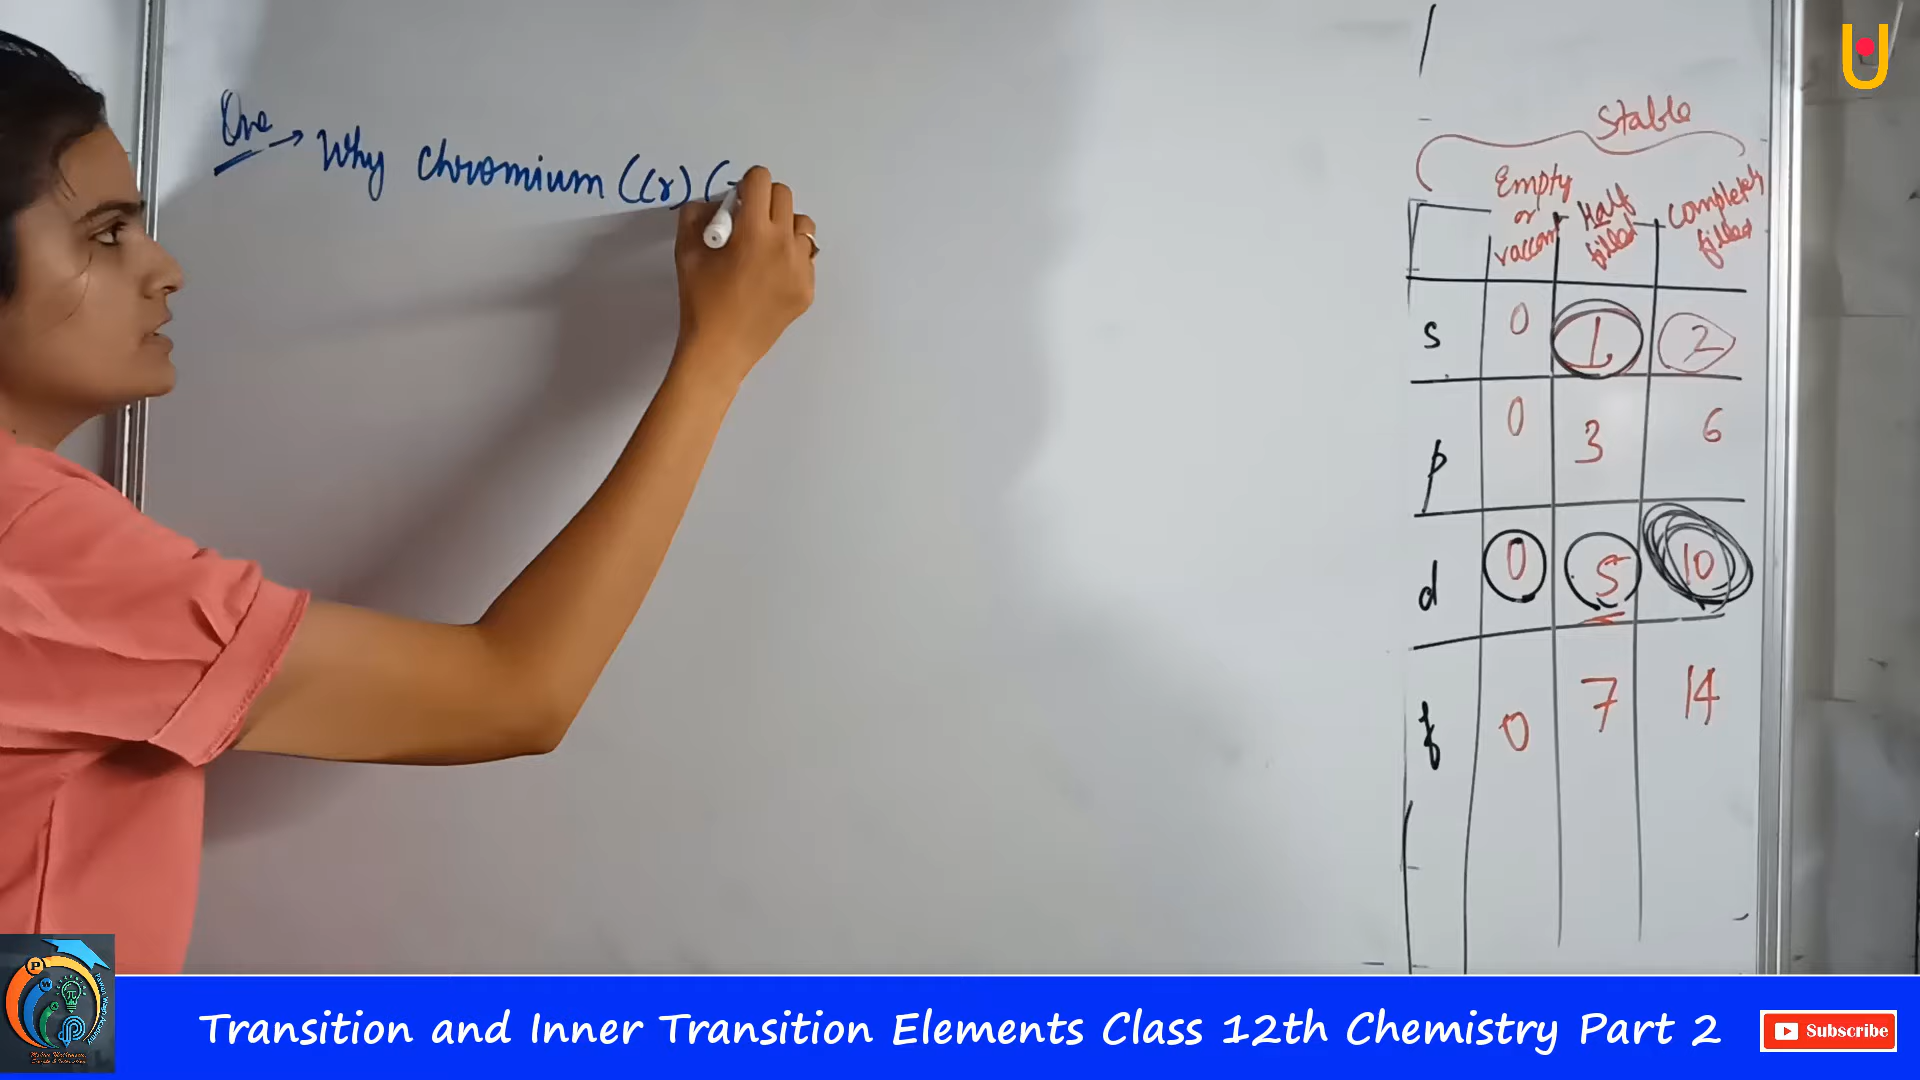 Que → Why chromium (Cr) (
Stable
Empty or vaccant
Half filled
Completely filled
s 0 1 2
p 0 3 6
d 0 5 10
f 0 7 14
Transition and Inner Transition Elements Class 12th Chemistry Part 2
Subscribe